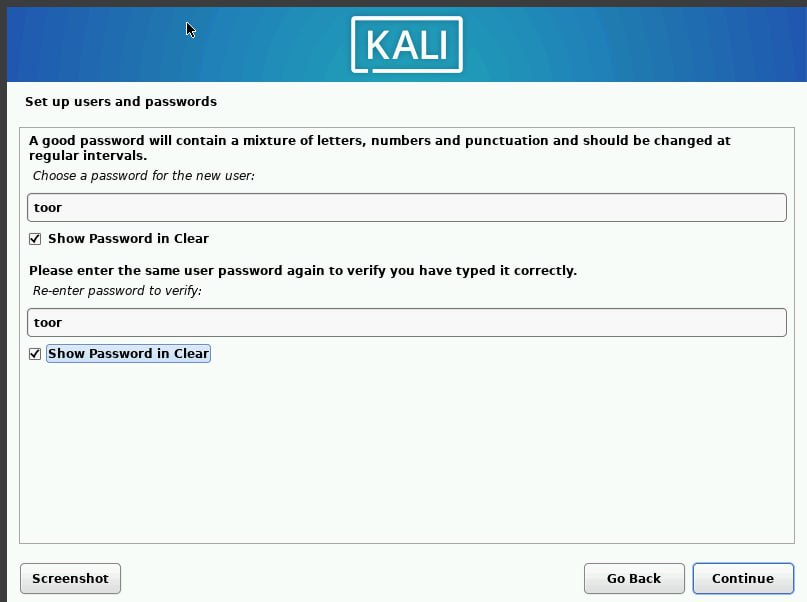 KALI
Set up users and passwords
A good password will contain a mixture of letters, numbers and punctuation and should be changed at
regular intervals.
Choose a password for the new user:
toor
Show Password in Clear
Please enter the same user password again to verify you have typed it correctly.
Re-enter password to verify:
toor
Show Password in Clear
Screenshot
Go Back
Continue